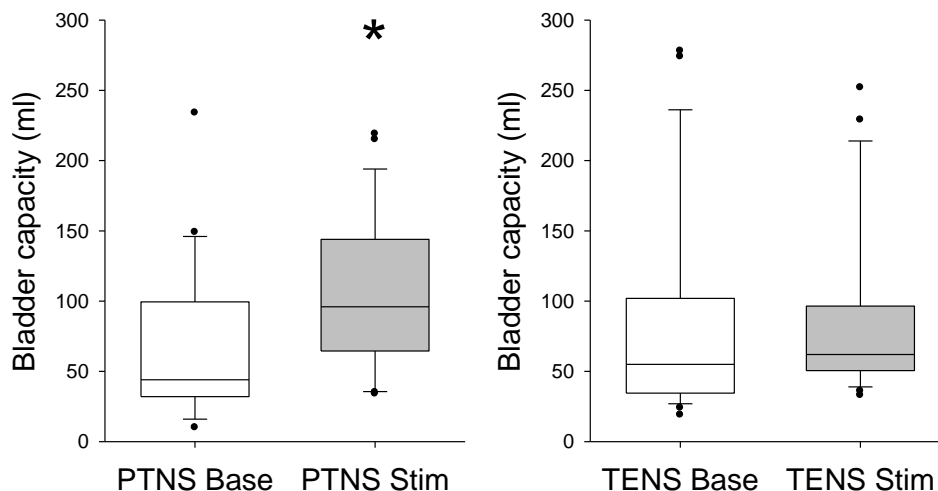 Bladder capacity (ml)
300
250
200
150
100
50
0
*
PTNS Base
PTNS Stim
Bladder capacity (ml)
300
250
200
150
100
50
0
TENS Base
TENS Stim